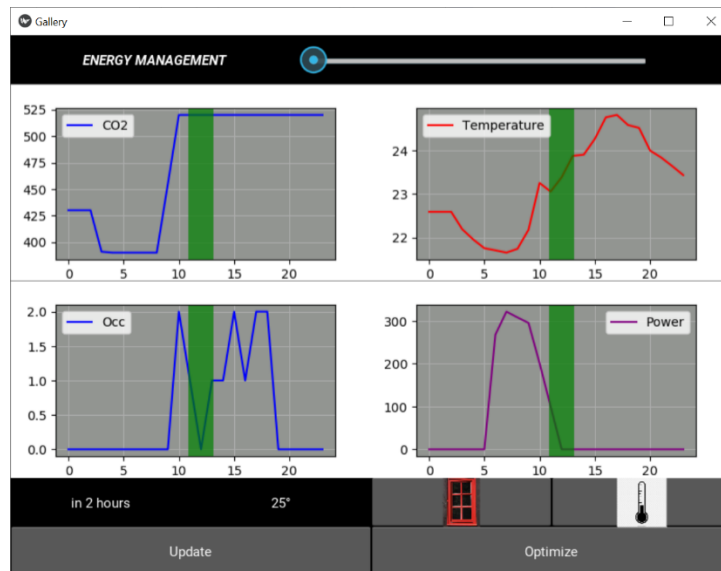 Gallery
ENERGY MANAGEMENT
525
500
475
450
425
400
CO2
0 5 10 15 20
24
23
22
Temperature
0 5 10 15 20
2.0
1.5
1.0
0.5
0.0
Occ
0 5 10 15 20
300
200
100
0
Power
0 5 10 15 20
in 2 hours 25°
Update Optimize